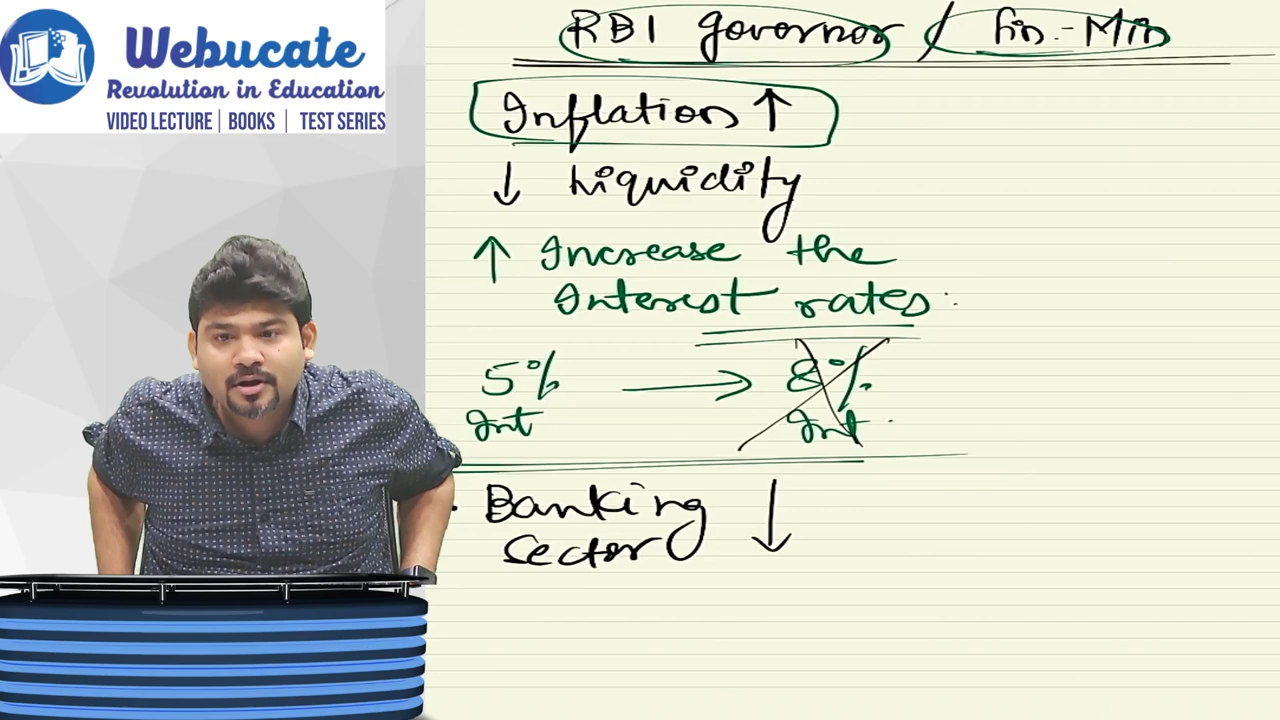 Webucate
Revolution in Education
VIDEO LECTURE | BOOKS | TEST SERIES
RBI governor / Fin.-Min
Inflation ↑
↓ Liquidity
↑ Increase the
Interest rates.
5% → 8%
Int Int
Banking ↓
Sector